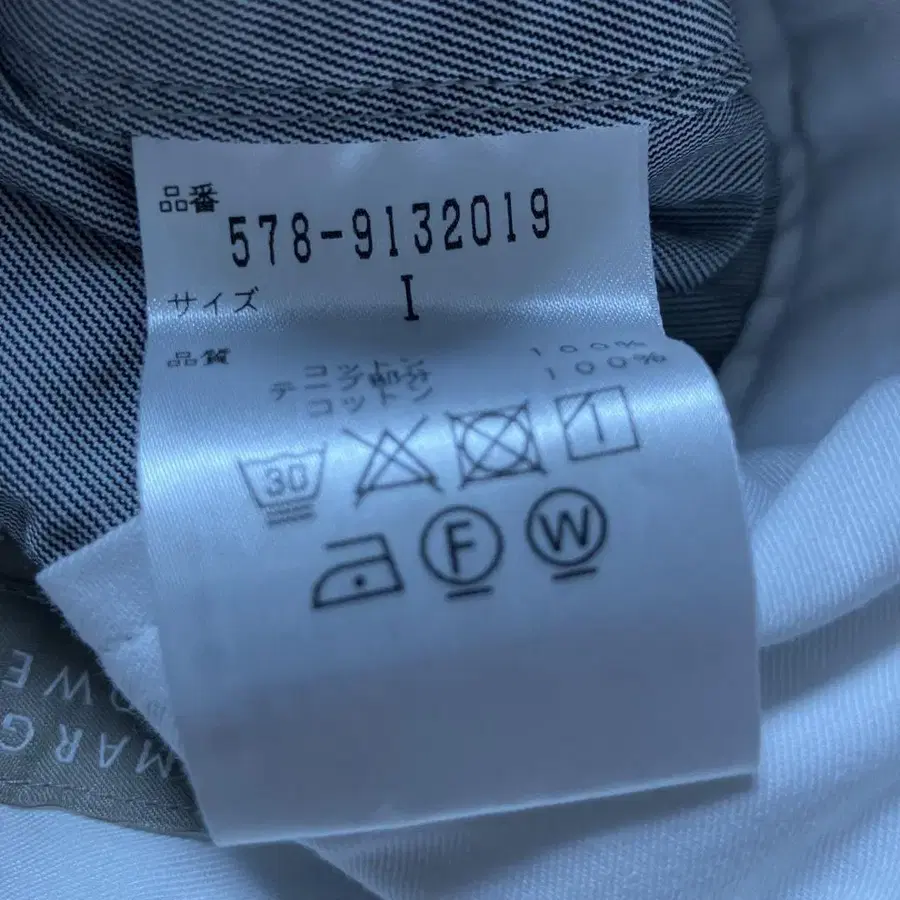 品番
578-9132019
サイズ I
品質
コットン 100%
テープ部分
コットン 100%
30
F W
MARG